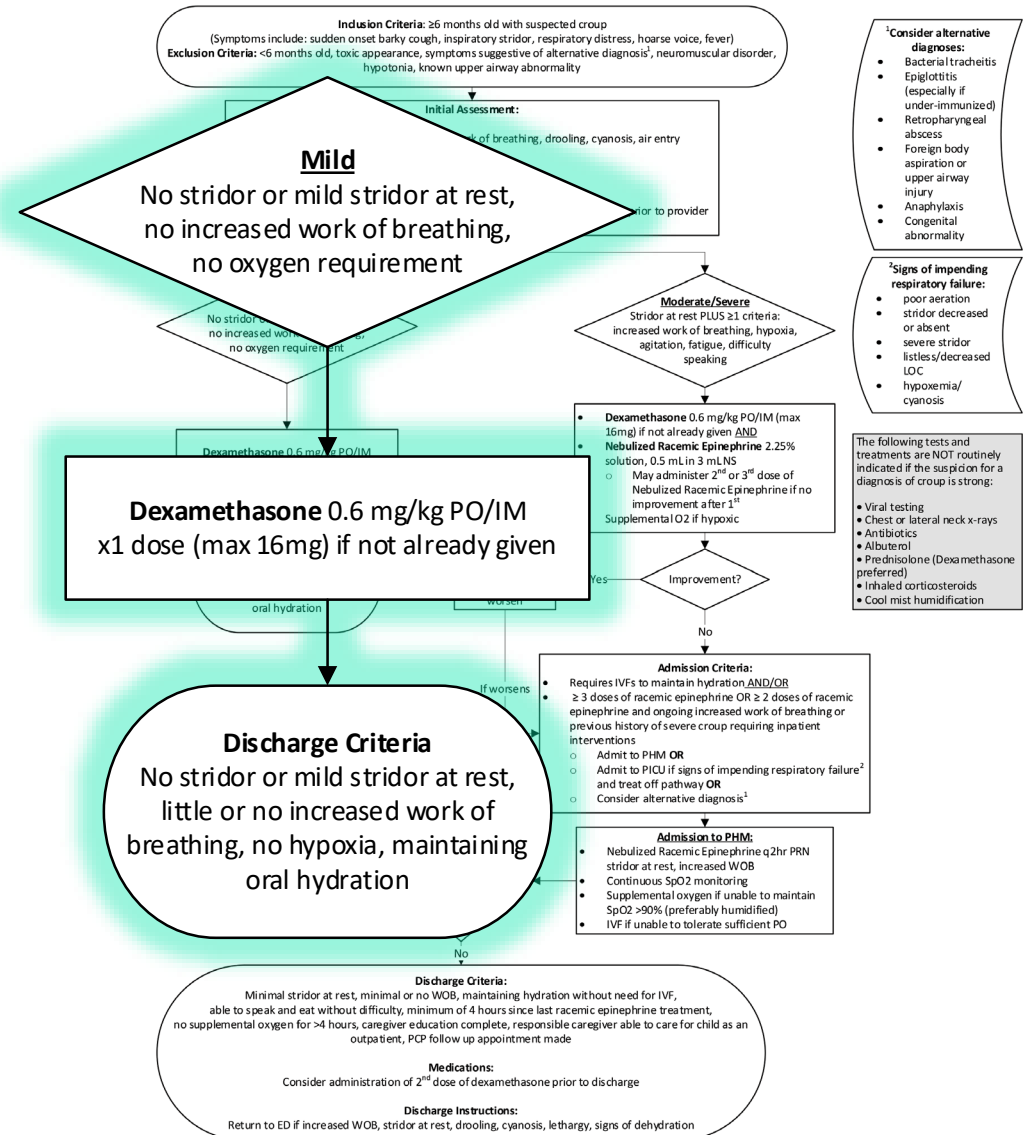 Inclusion Criteria: ≥6 months old with suspected croup
(Symptoms include: sudden onset barky cough, inspiratory stridor, respiratory distress, hoarse voice, fever)
Exclusion Criteria: <6 months old, toxic appearance, symptoms suggestive of alternative diagnosis¹, neuromuscular disorder,
hypotonia, known upper airway abnormality
Initial Assessment:
of breathing, drooling, cyanosis, air entry
prior to provider
Mild
No stridor or mild stridor at rest,
no increased work of breathing,
no oxygen requirement
No stridor
no increased
no oxygen requirement
Dexamethasone 0.6 mg/kg PO/IM
Dexamethasone 0.6 mg/kg PO/IM
x1 dose (max 16mg) if not already given
oral hydration
worsen
Discharge Criteria
No stridor or mild stridor at rest,
little or no increased work of
breathing, no hypoxia, maintaining
oral hydration
Moderate/Severe
Stridor at rest PLUS ≥1 criteria:
increased work of breathing, hypoxia,
agitation, fatigue, difficulty
speaking
• Dexamethasone 0.6 mg/kg PO/IM (max
16mg) if not already given AND
• Nebulized Racemic Epinephrine 2.25%
solution, 0.5 mL in 3 mL NS
○ May administer 2nd or 3rd dose of
Nebulized Racemic Epinephrine if no
improvement after 1st
Supplemental O2 if hypoxic
Yes
Improvement?
No
If worsens
Admission Criteria:
• Requires IVFs to maintain hydration AND/OR
• ≥ 3 doses of racemic epinephrine OR ≥ 2 doses of racemic
epinephrine and ongoing increased work of breathing or
previous history of severe croup requiring inpatient
interventions
○ Admit to PHM OR
○ Admit to PICU if signs of impending respiratory failure²
and treat off pathway OR
○ Consider alternative diagnosis¹
Admission to PHM:
• Nebulized Racemic Epinephrine q2hr PRN
stridor at rest, increased WOB
• Continuous SpO2 monitoring
• Supplemental oxygen if unable to maintain
SpO2 >90% (preferably humidified)
• IVF if unable to tolerate sufficient PO
No
Discharge Criteria:
Minimal stridor at rest, minimal or no WOB, maintaining hydration without need for IVF,
able to speak and eat without difficulty, minimum of 4 hours since last racemic epinephrine treatment,
no supplemental oxygen for >4 hours, caregiver education complete, responsible caregiver able to care for child as an
outpatient, PCP follow up appointment made
Medications:
Consider administration of 2nd dose of dexamethasone prior to discharge
Discharge Instructions:
Return to ED if increased WOB, stridor at rest, drooling, cyanosis, lethargy, signs of dehydration
¹Consider alternative
diagnoses:
• Bacterial tracheitis
• Epiglottitis
(especially if
under-immunized)
• Retropharyngeal
abscess
• Foreign body
aspiration or
upper airway
injury
• Anaphylaxis
• Congenital
abnormality
²Signs of impending
respiratory failure:
• poor aeration
• stridor decreased
or absent
• severe stridor
• listless/decreased
LOC
• hypoxemia/
cyanosis
The following tests and
treatments are NOT routinely
indicated if the suspicion for a
diagnosis of croup is strong:
• Viral testing
• Chest or lateral neck x-rays
• Antibiotics
• Albuterol
• Prednisolone (Dexamethasone
preferred)
• Inhaled corticosteroids
• Cool mist humidification